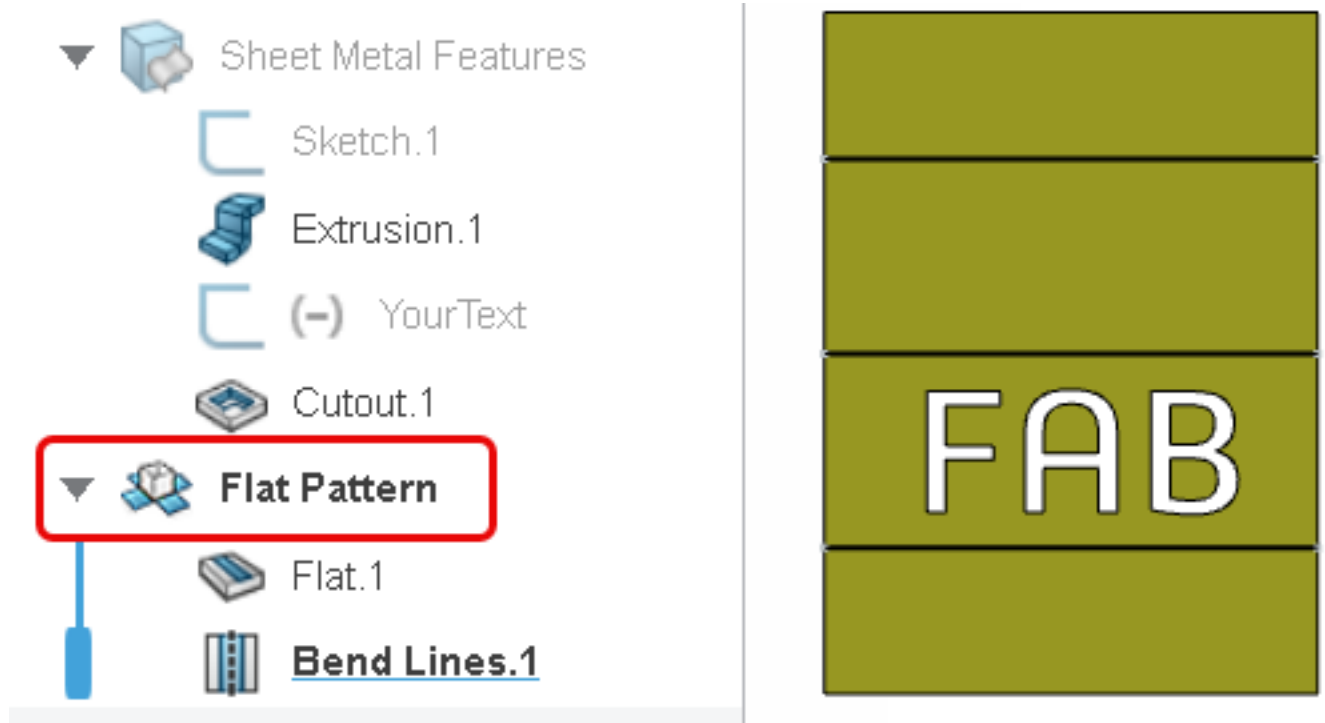 Sheet Metal Features
Sketch.1
Extrusion.1
(–) YourText
Cutout.1
Flat Pattern
Flat.1
Bend Lines.1
FAB